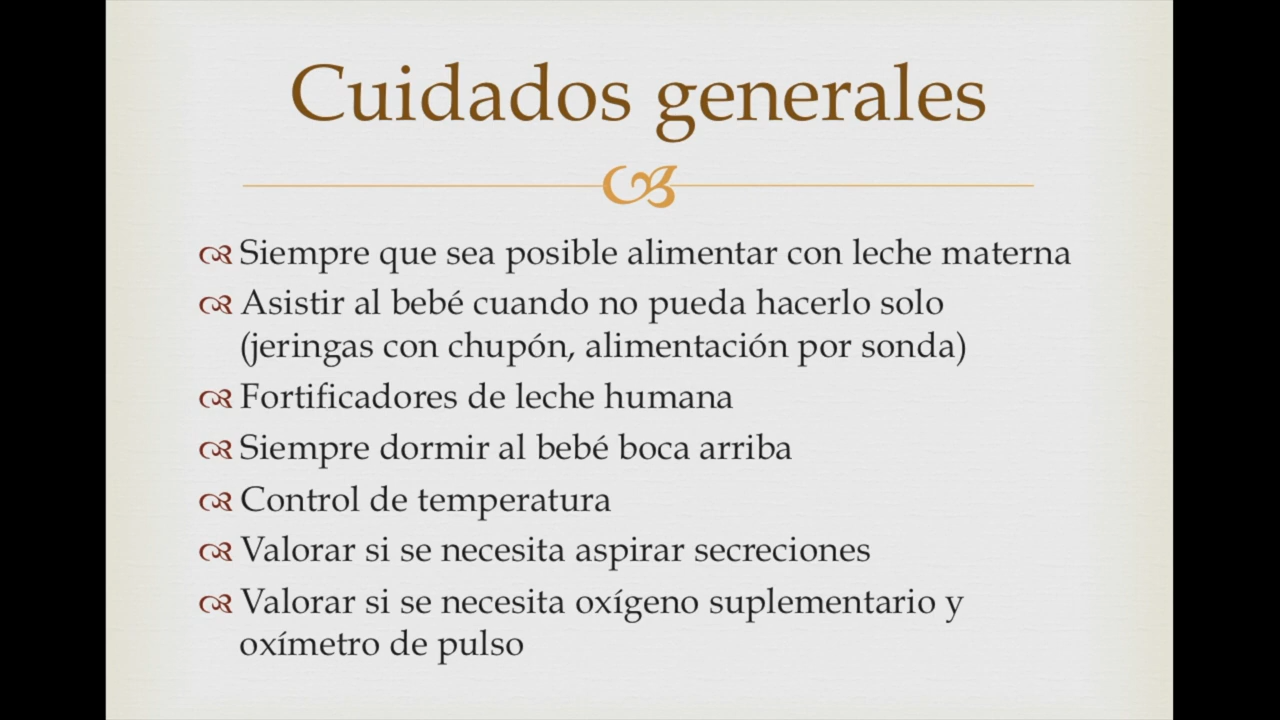 Cuidados generales
Siempre que sea posible alimentar con leche materna
Asistir al bebé cuando no pueda hacerlo solo
(jeringas con chupón, alimentación por sonda)
Fortificadores de leche humana
Siempre dormir al bebé boca arriba
Control de temperatura
Valorar si se necesita aspirar secreciones
Valorar si se necesita oxígeno suplementario y
oxímetro de pulso